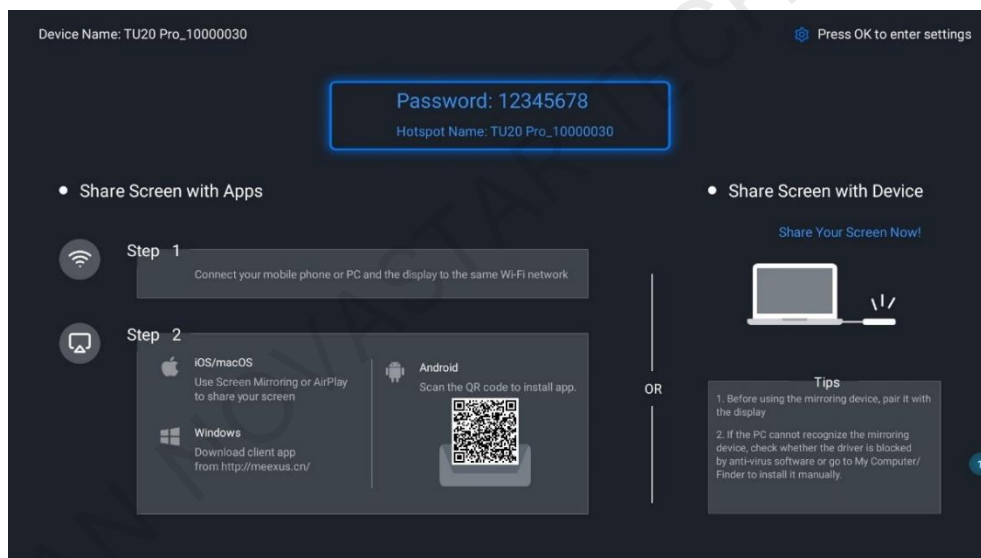 Device Name: TU20 Pro_10000030
Press OK to enter settings
Password: 12345678
Hotspot Name: TU20 Pro_10000030
Share Screen with Apps
Step 1
Connect your mobile phone or PC and the display to the same Wi-Fi network
Step 2
iOS/macOS
Use Screen Mirroring or AirPlay
to share your screen
Windows
Download client app
from http://meexus.cn/
Android
Scan the QR code to install app.
OR
Share Screen with Device
Share Your Screen Now!
Tips
1. Before using the mirroring device, pair it with
the display
2. If the PC cannot recognize the mirroring
device, check whether the driver is blocked
by anti-virus software or go to My Computer/
Finder to install it manually.